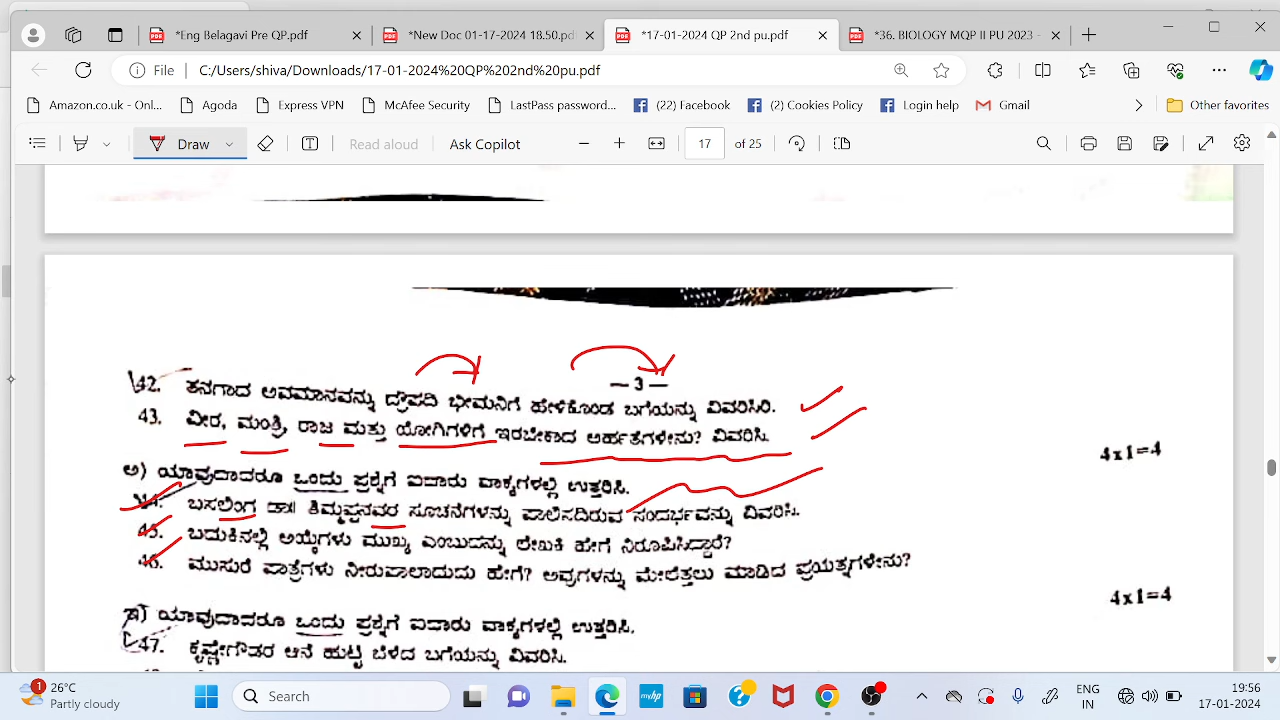 *Eng Belagavi Pre QP.pdf
*New Doc 01-17-2024 18.50.pd
*17-01-2024 QP 2nd pu.pdf
*36. BIOLOGY MQP II PU 2023 -
File C:/Users/shiva/Downloads/17-01-2024%20QP%202nd%20pu.pdf
Amazon.co.uk - Onl... Agoda Express VPN McAfee Security LastPass password... (22) Facebook (2) Cookies Policy Login help Gmail Other favorites
Draw Read aloud Ask Copilot 17 of 25
— 3 —
42. ತನಗಾದ ಅವಮಾನವನ್ನು ದ್ರೌಪದಿ ಭೀಮನಿಗೆ ಹೇಳಿಕೊಂಡ ಬಗೆಯನ್ನು ವಿವರಿಸಿರಿ.
43. ವೀರ, ಮಂತ್ರಿ, ರಾಜ ಮತ್ತು ಯೋಗಿಗಳಿಗೆ ಇರಬೇಕಾದ ಅರ್ಹತೆಗಳೇನು? ವಿವರಿಸಿ.
ಅ) ಯಾವುದಾದರೂ ಒಂದು ಪ್ರಶ್ನೆಗೆ ಐದಾರು ವಾಕ್ಯಗಳಲ್ಲಿ ಉತ್ತರಿಸಿ. 4x1=4
44. ಬಸಲಿಂಗ ಡಾ। ತಿಮ್ಮಪ್ಪನವರ ಸೂಚನೆಗಳನ್ನು ಪಾಲಿಸದಿರುವ ಸಂದರ್ಭವನ್ನು ವಿವರಿಸಿ.
45. ಬದುಕಿನಲ್ಲಿ ಆಯ್ಕೆಗಳು ಮುಖ್ಯ ಎಂಬುದನ್ನು ಲೇಖಕಿ ಹೇಗೆ ನಿರೂಪಿಸಿದ್ದಾರೆ?
46. ಮುಸುರೆ ಪಾತ್ರೆಗಳು ನೀರುಪಾಲಾದುದು ಹೇಗೆ? ಅವುಗಳನ್ನು ಮೇಲೆತ್ತಲು ಮಾಡಿದ ಪ್ರಯತ್ನಗಳೇನು?
ಯಾವುದಾದರೂ ಒಂದು ಪ್ರಶ್ನೆಗೆ ಐದಾರು ವಾಕ್ಯಗಳಲ್ಲಿ ಉತ್ತರಿಸಿ. 4x1=4
47. ಕೃಷ್ಣೇಗೌಡರ ಆನೆ ಹುಟ್ಟಿ ಬೆಳೆದ ಬಗೆಯನ್ನು ವಿವರಿಸಿ.
1
26°C
Partly cloudy
Search
IN
19:56
17-01-2024